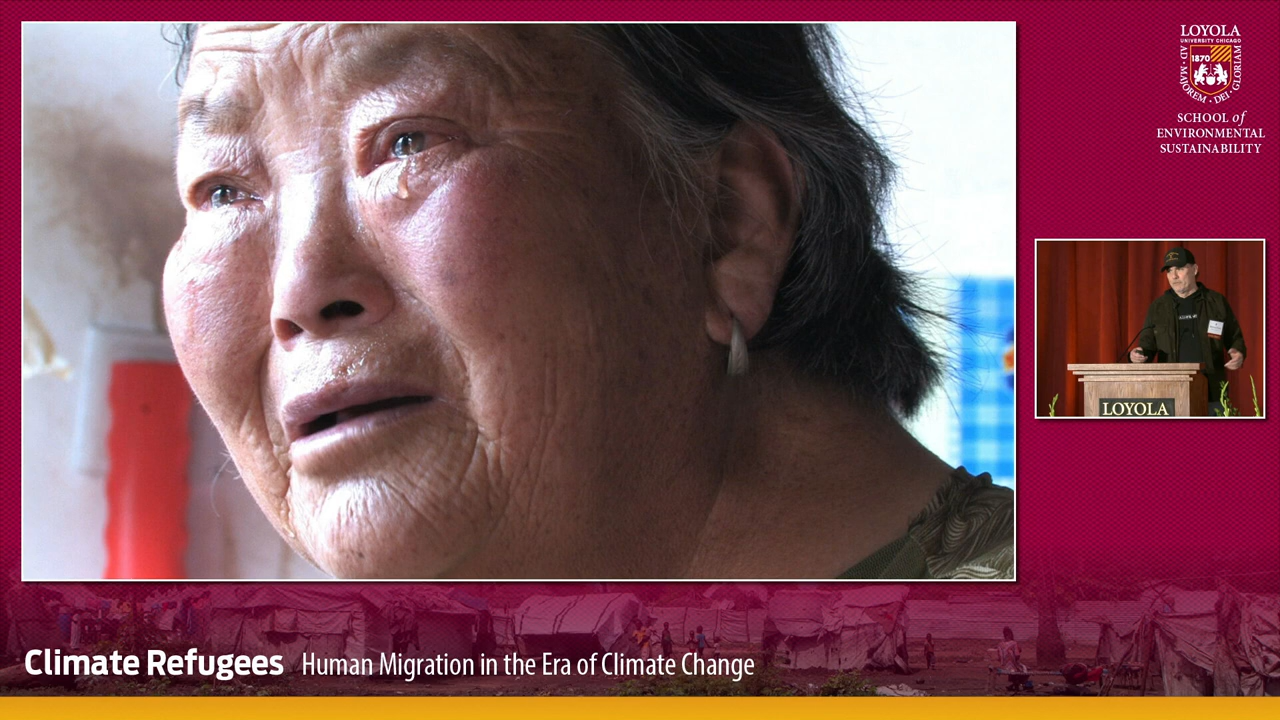 LOYOLA
UNIVERSITY CHICAGO
1870
AD • MAJOREM • DEI • GLORIAM
SCHOOL of
ENVIRONMENTAL
SUSTAINABILITY
LOYOLA
Climate Refugees Human Migration in the Era of Climate Change